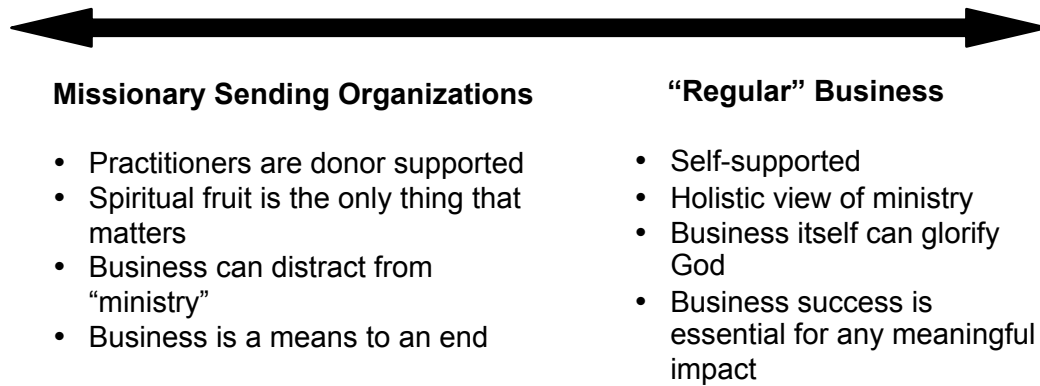 Missionary Sending Organizations
• Practitioners are donor supported
• Spiritual fruit is the only thing that
matters
• Business can distract from
“ministry”
• Business is a means to an end
“Regular” Business
• Self-supported
• Holistic view of ministry
• Business itself can glorify
God
• Business success is
essential for any meaningful
impact